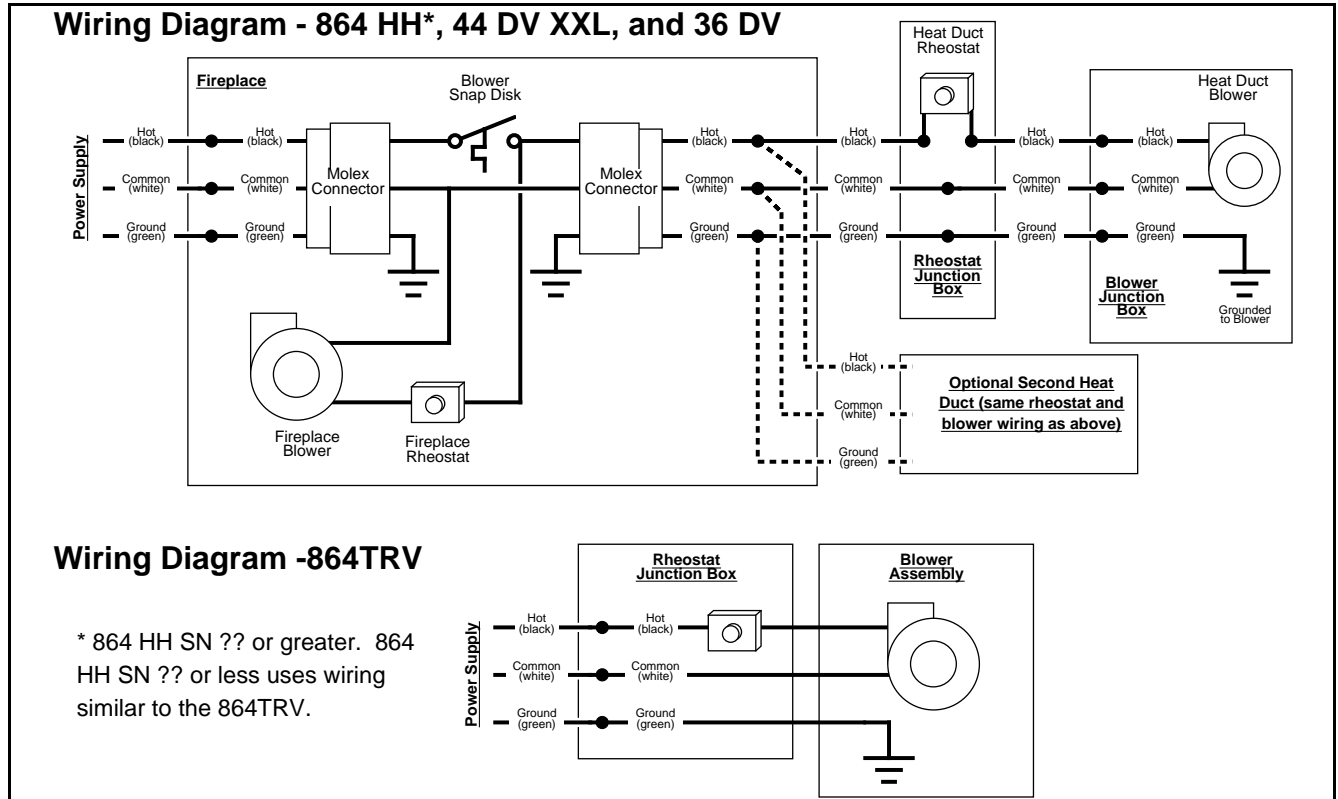 Wiring Diagram - 864 HH*, 44 DV XXL, and 36 DV
Heat Duct
Rheostat
Fireplace
Blower
Snap Disk
Heat Duct
Blower
Power Supply
Hot
(black)
Hot
(black)
Hot
(black)
Hot
(black)
Hot
(black)
Hot
(black)
Molex
Connector
Molex
Connector
Common
(white)
Common
(white)
Common
(white)
Common
(white)
Common
(white)
Common
(white)
Ground
(green)
Ground
(green)
Ground
(green)
Ground
(green)
Ground
(green)
Ground
(green)
Rheostat
Junction
Box
Blower
Junction
Box
Grounded
to Blower
Fireplace
Blower
Fireplace
Rheostat
Hot
(black)
Common
(white)
Ground
(green)
Optional Second Heat
Duct (same rheostat and
blower wiring as above)
Wiring Diagram -864TRV
* 864 HH SN ?? or greater. 864
HH SN ?? or less uses wiring
similar to the 864TRV.
Rheostat
Junction Box
Blower
Assembly
Power Supply
Hot
(black)
Hot
(black)
Common
(white)
Common
(white)
Ground
(green)
Ground
(green)